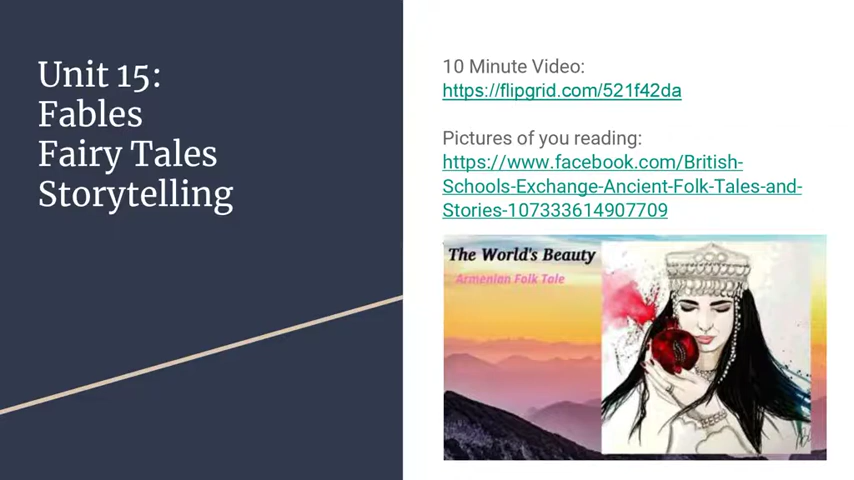 Unit 15:
Fables
Fairy Tales
Storytelling
10 Minute Video:
https://flipgrid.com/521f42da
Pictures of you reading:
https://www.facebook.com/British-
Schools-Exchange-Ancient-Folk-Tales-and-
Stories-107333614907709
The World's Beauty
Armenian Folk Tale